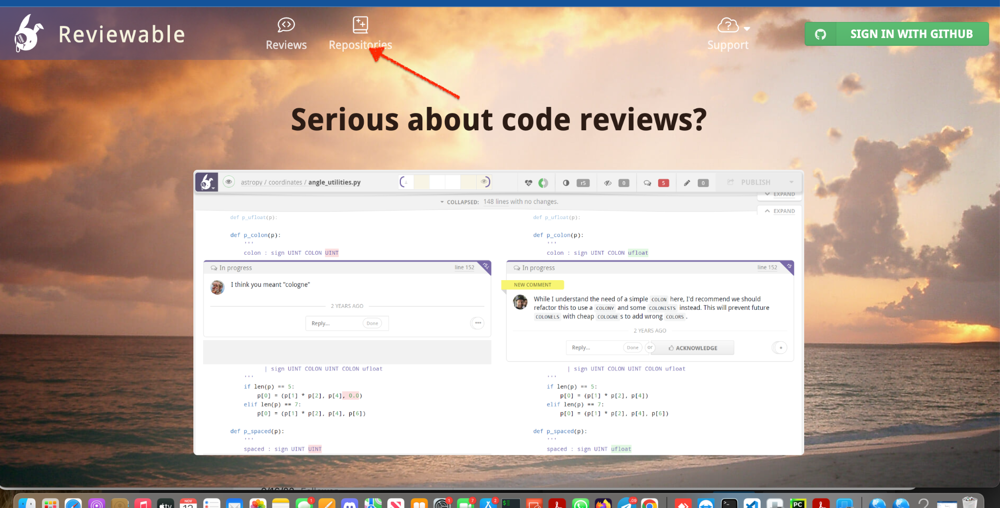 Reviewable
Reviews
Repositories
Support
SIGN IN WITH GITHUB
Serious about code reviews?
astropy / coordinates / angle_utilities.py
r5
0
5
0
PUBLISH
COLLAPSED: 148 lines with no changes.
EXPAND
EXPAND
def p_ufloat(p):
def p_colon(p):
'''
colon : sign UINT COLON UINT
def p_ufloat(p):
def p_colon(p):
'''
colon : sign UINT COLON ufloat
In progress
line 152
I think you meant "cologne"
2 YEARS AGO
Reply...
Done
In progress
line 152
r5
NEW COMMENT
While I understand the need of a simple COLON here, I'd recommend we should
refactor this to use a COLONY and some COLONISTS instead. This will prevent future
COLONELS with cheap COLOGNE s to add wrong COLORS .
2 YEARS AGO
Reply...
Done
or
ACKNOWLEDGE
| sign UINT COLON UINT COLON ufloat
'''
if len(p) == 5:
p[0] = (p[1] * p[2], p[4], 0.0)
elif len(p) == 7:
p[0] = (p[1] * p[2], p[4], p[6])
def p_spaced(p):
'''
spaced : sign UINT UINT
| sign UINT COLON UINT COLON ufloat
'''
if len(p) == 5:
p[0] = (p[1] * p[2], p[4])
elif len(p) == 7:
p[0] = (p[1] * p[2], p[4], p[6])
def p_spaced(p):
'''
spaced : sign UINT ufloat
NOV
1
1
7
2
PC